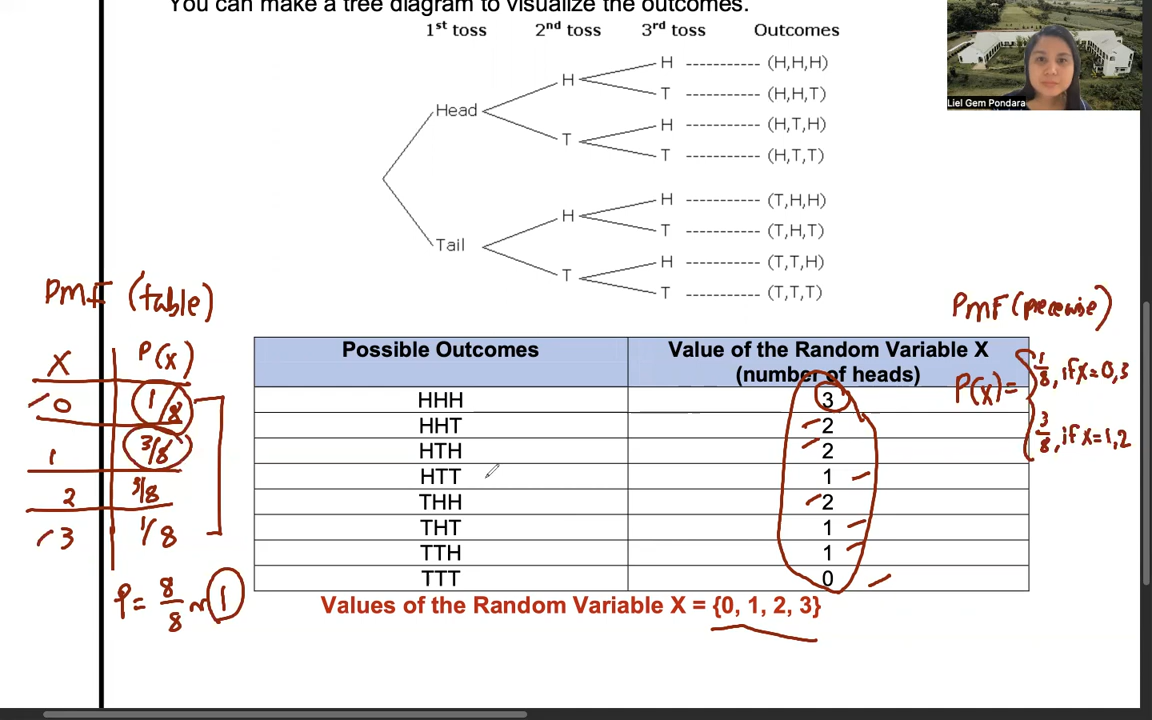 You can make a tree diagram to visualize the outcomes.
1st toss 2nd toss 3rd toss Outcomes
H ---------- (H,H,H)
H
T ---------- (H,H,T)
Head
H ---------- (H,T,H)
T
T ---------- (H,T,T)
H ---------- (T,H,H)
H
T ---------- (T,H,T)
Tail
H ---------- (T,T,H)
T
T ---------- (T,T,T)
Liel Gem Pondara
PMF (table)
X P(x)
0 1/8
1 3/8
2 3/8
3 1/8
P = 8/8 ~ 1
Possible Outcomes Value of the Random Variable X
(number of heads)
HHH 3
HHT 2
HTH 2
HTT 1
THH 2
THT 1
TTH 1
TTT 0
Values of the Random Variable X = {0, 1, 2, 3}
PMF (piecewise)
P(x) = { 1/8, if x=0,3
3/8, if x=1,2